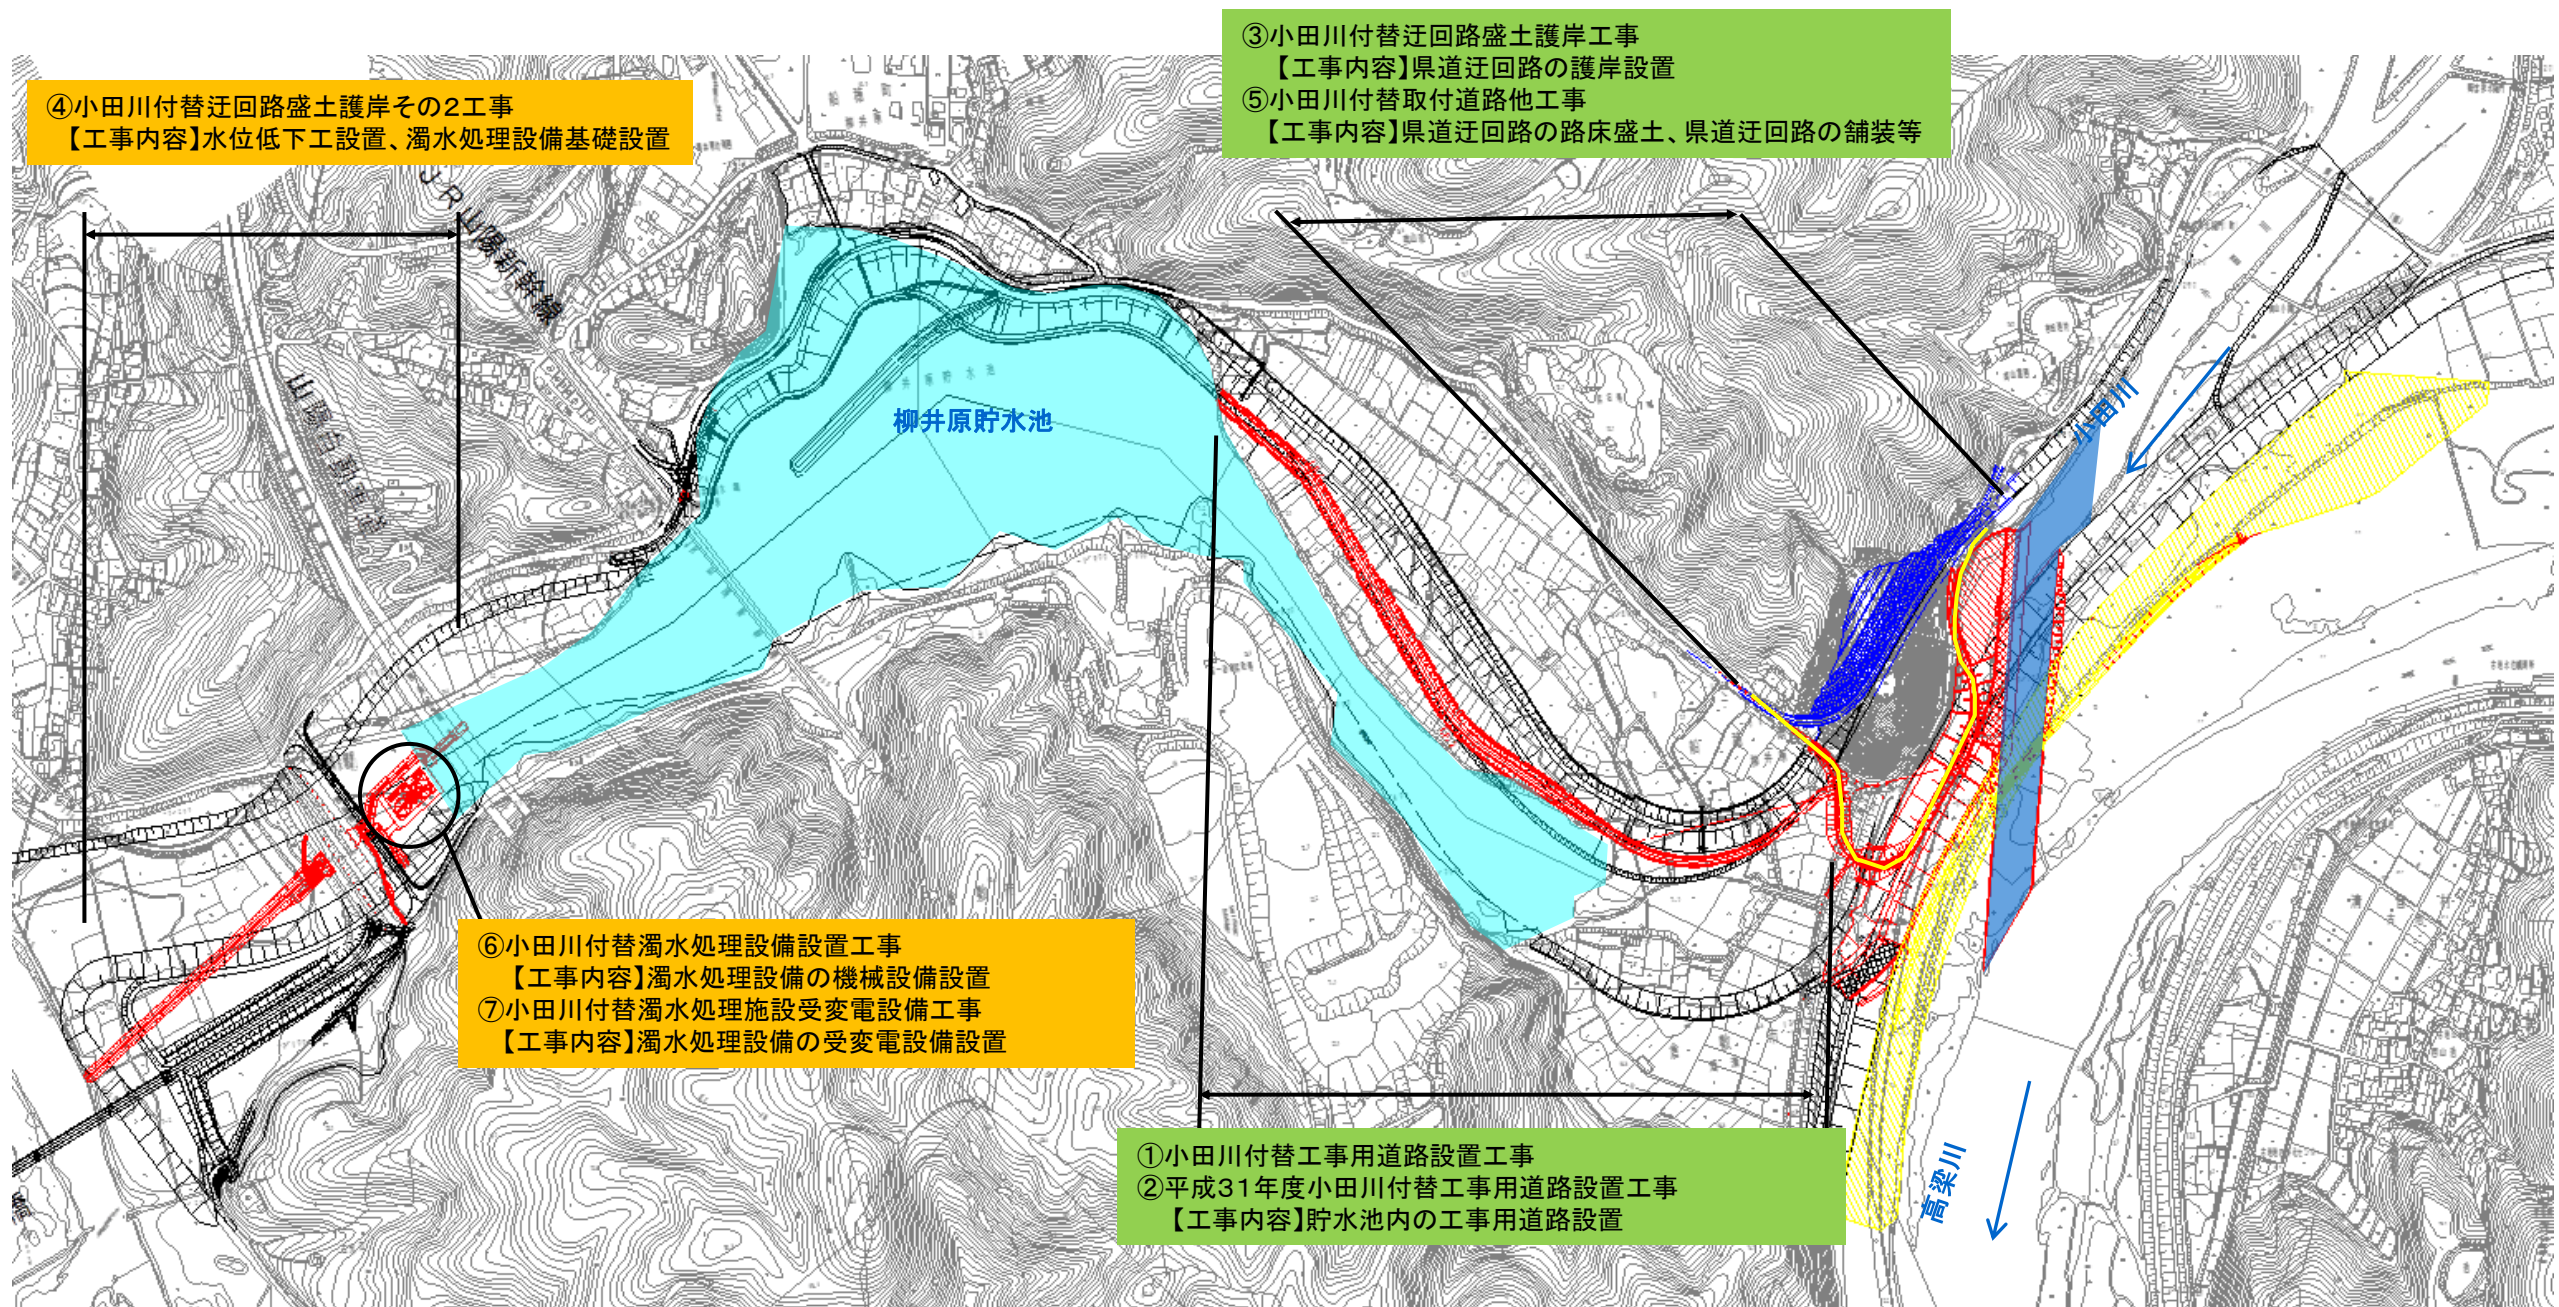 ③小田川付替迂回路盛土護岸工事
【工事内容】県道迂回路の護岸設置
⑤小田川付替取付道路他工事
【工事内容】県道迂回路の路床盛土、県道迂回路の舗装等
④小田川付替迂回路盛土護岸その2工事
【工事内容】水位低下工設置、濁水処理設備基礎設置
JR山陽新幹線
山陽自動車道
柳井原貯水池
柳井原貯水池
小田川
⑥小田川付替濁水処理設備設置工事
【工事内容】濁水処理設備の機械設備設置
⑦小田川付替濁水処理施設受変電設備工事
【工事内容】濁水処理設備の受変電設備設置
①小田川付替工事用道路設置工事
②平成31年度小田川付替工事用道路設置工事
【工事内容】貯水池内の工事用道路設置
高梁川